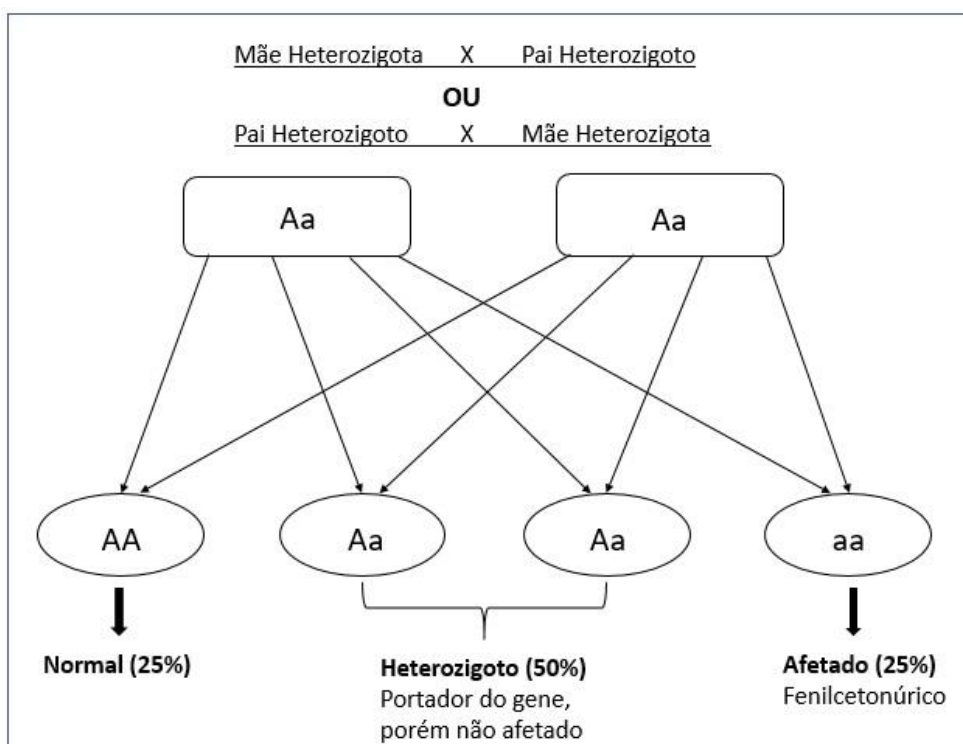 Mãe Heterozigota X Pai Heterozigoto
OU
Pai Heterozigoto X Mãe Heterozigota
Aa Aa
AA Aa Aa aa
Normal (25%) Heterozigoto (50%) Afetado (25%)
Portador do gene, Fenilcetonúrico
porém não afetado